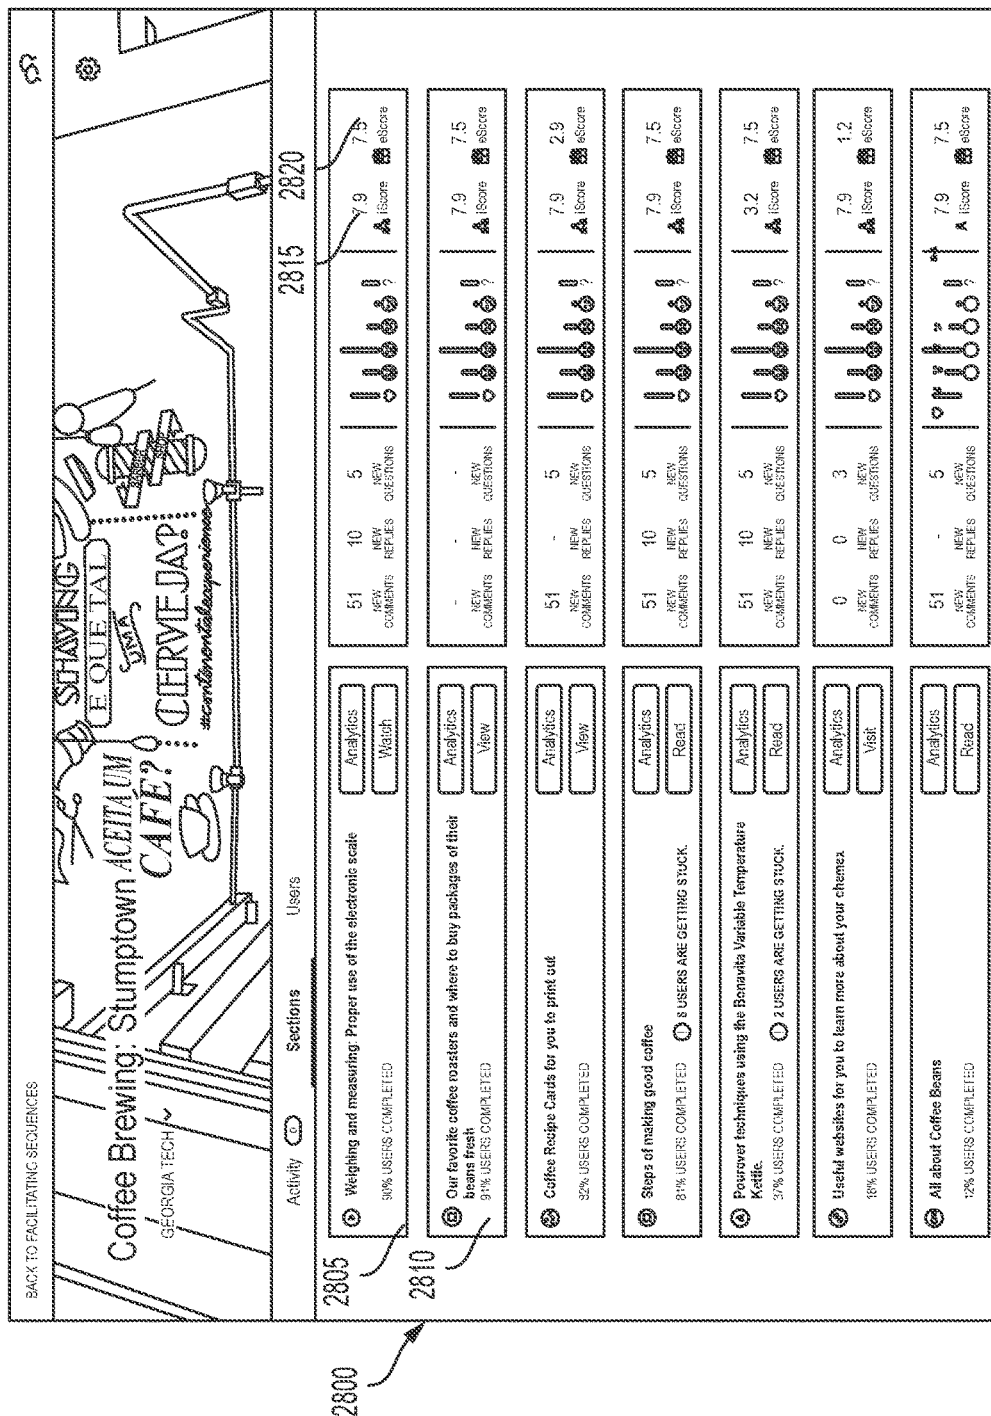 BACK TO FACILITATING SEQUENCES
Coffee Brewing: Stumptown
GEORGIA TECH
SCHAVING
E QUE TAL
UMA
ACEITA UM
CAFÉ?
CERVEJA?
#continentaleexperience
Activity
Sections
Users
2800
2805
2810
2815
2820
Weighing and measuring: Proper use of the electronic scale
90% USERS COMPLETED
Analytics
Watch
51 10 5
NEW COMMENTS NEW REPLIES NEW QUESTIONS
?
7.9 7.5
iScore eScore
Our favorite coffee roasters and where to buy packages of their
beans fresh
91% USERS COMPLETED
Analytics
View
- - -
NEW COMMENTS NEW REPLIES NEW QUESTIONS
?
7.9 7.5
iScore eScore
Coffee Recipe Cards for you to print out
92% USERS COMPLETED
Analytics
View
51 - 5
NEW COMMENTS NEW REPLIES NEW QUESTIONS
?
7.9 2.9
iScore eScore
Steps of making good coffee
81% USERS COMPLETED
8 USERS ARE GETTING STUCK.
Analytics
Read
51 10 5
NEW COMMENTS NEW REPLIES NEW QUESTIONS
?
7.9 7.5
iScore eScore
Pourover techniques using the Bonavita Variable Temperature
Kettle.
37% USERS COMPLETED
2 USERS ARE GETTING STUCK.
Analytics
Read
51 10 5
NEW COMMENTS NEW REPLIES NEW QUESTIONS
?
3.2 7.5
iScore eScore
Useful websites for you to learn more about your chemex
18% USERS COMPLETED
Analytics
Visit
0 0 3
NEW COMMENTS NEW REPLIES NEW QUESTIONS
?
7.9 1.2
iScore eScore
All about Coffee Beans
12% USERS COMPLETED
Analytics
Read
51 - 5
NEW COMMENTS NEW REPLIES NEW QUESTIONS
?
7.9 7.5
iScore eScore